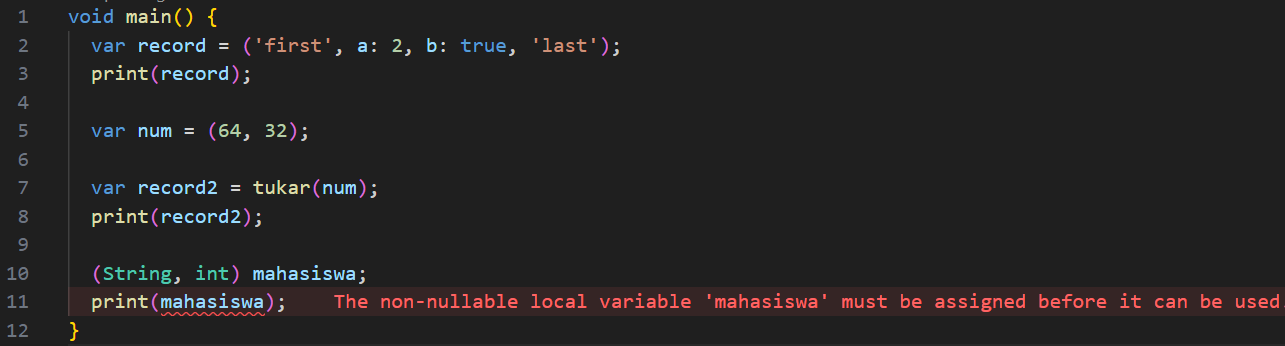 1 void main() {
2 var record = ('first', a: 2, b: true, 'last');
3 print(record);
4
5 var num = (64, 32);
6
7 var record2 = tukar(num);
8 print(record2);
9
10 (String, int) mahasiswa;
11 print(mahasiswa); The non-nullable local variable 'mahasiswa' must be assigned before it can be used
12 }